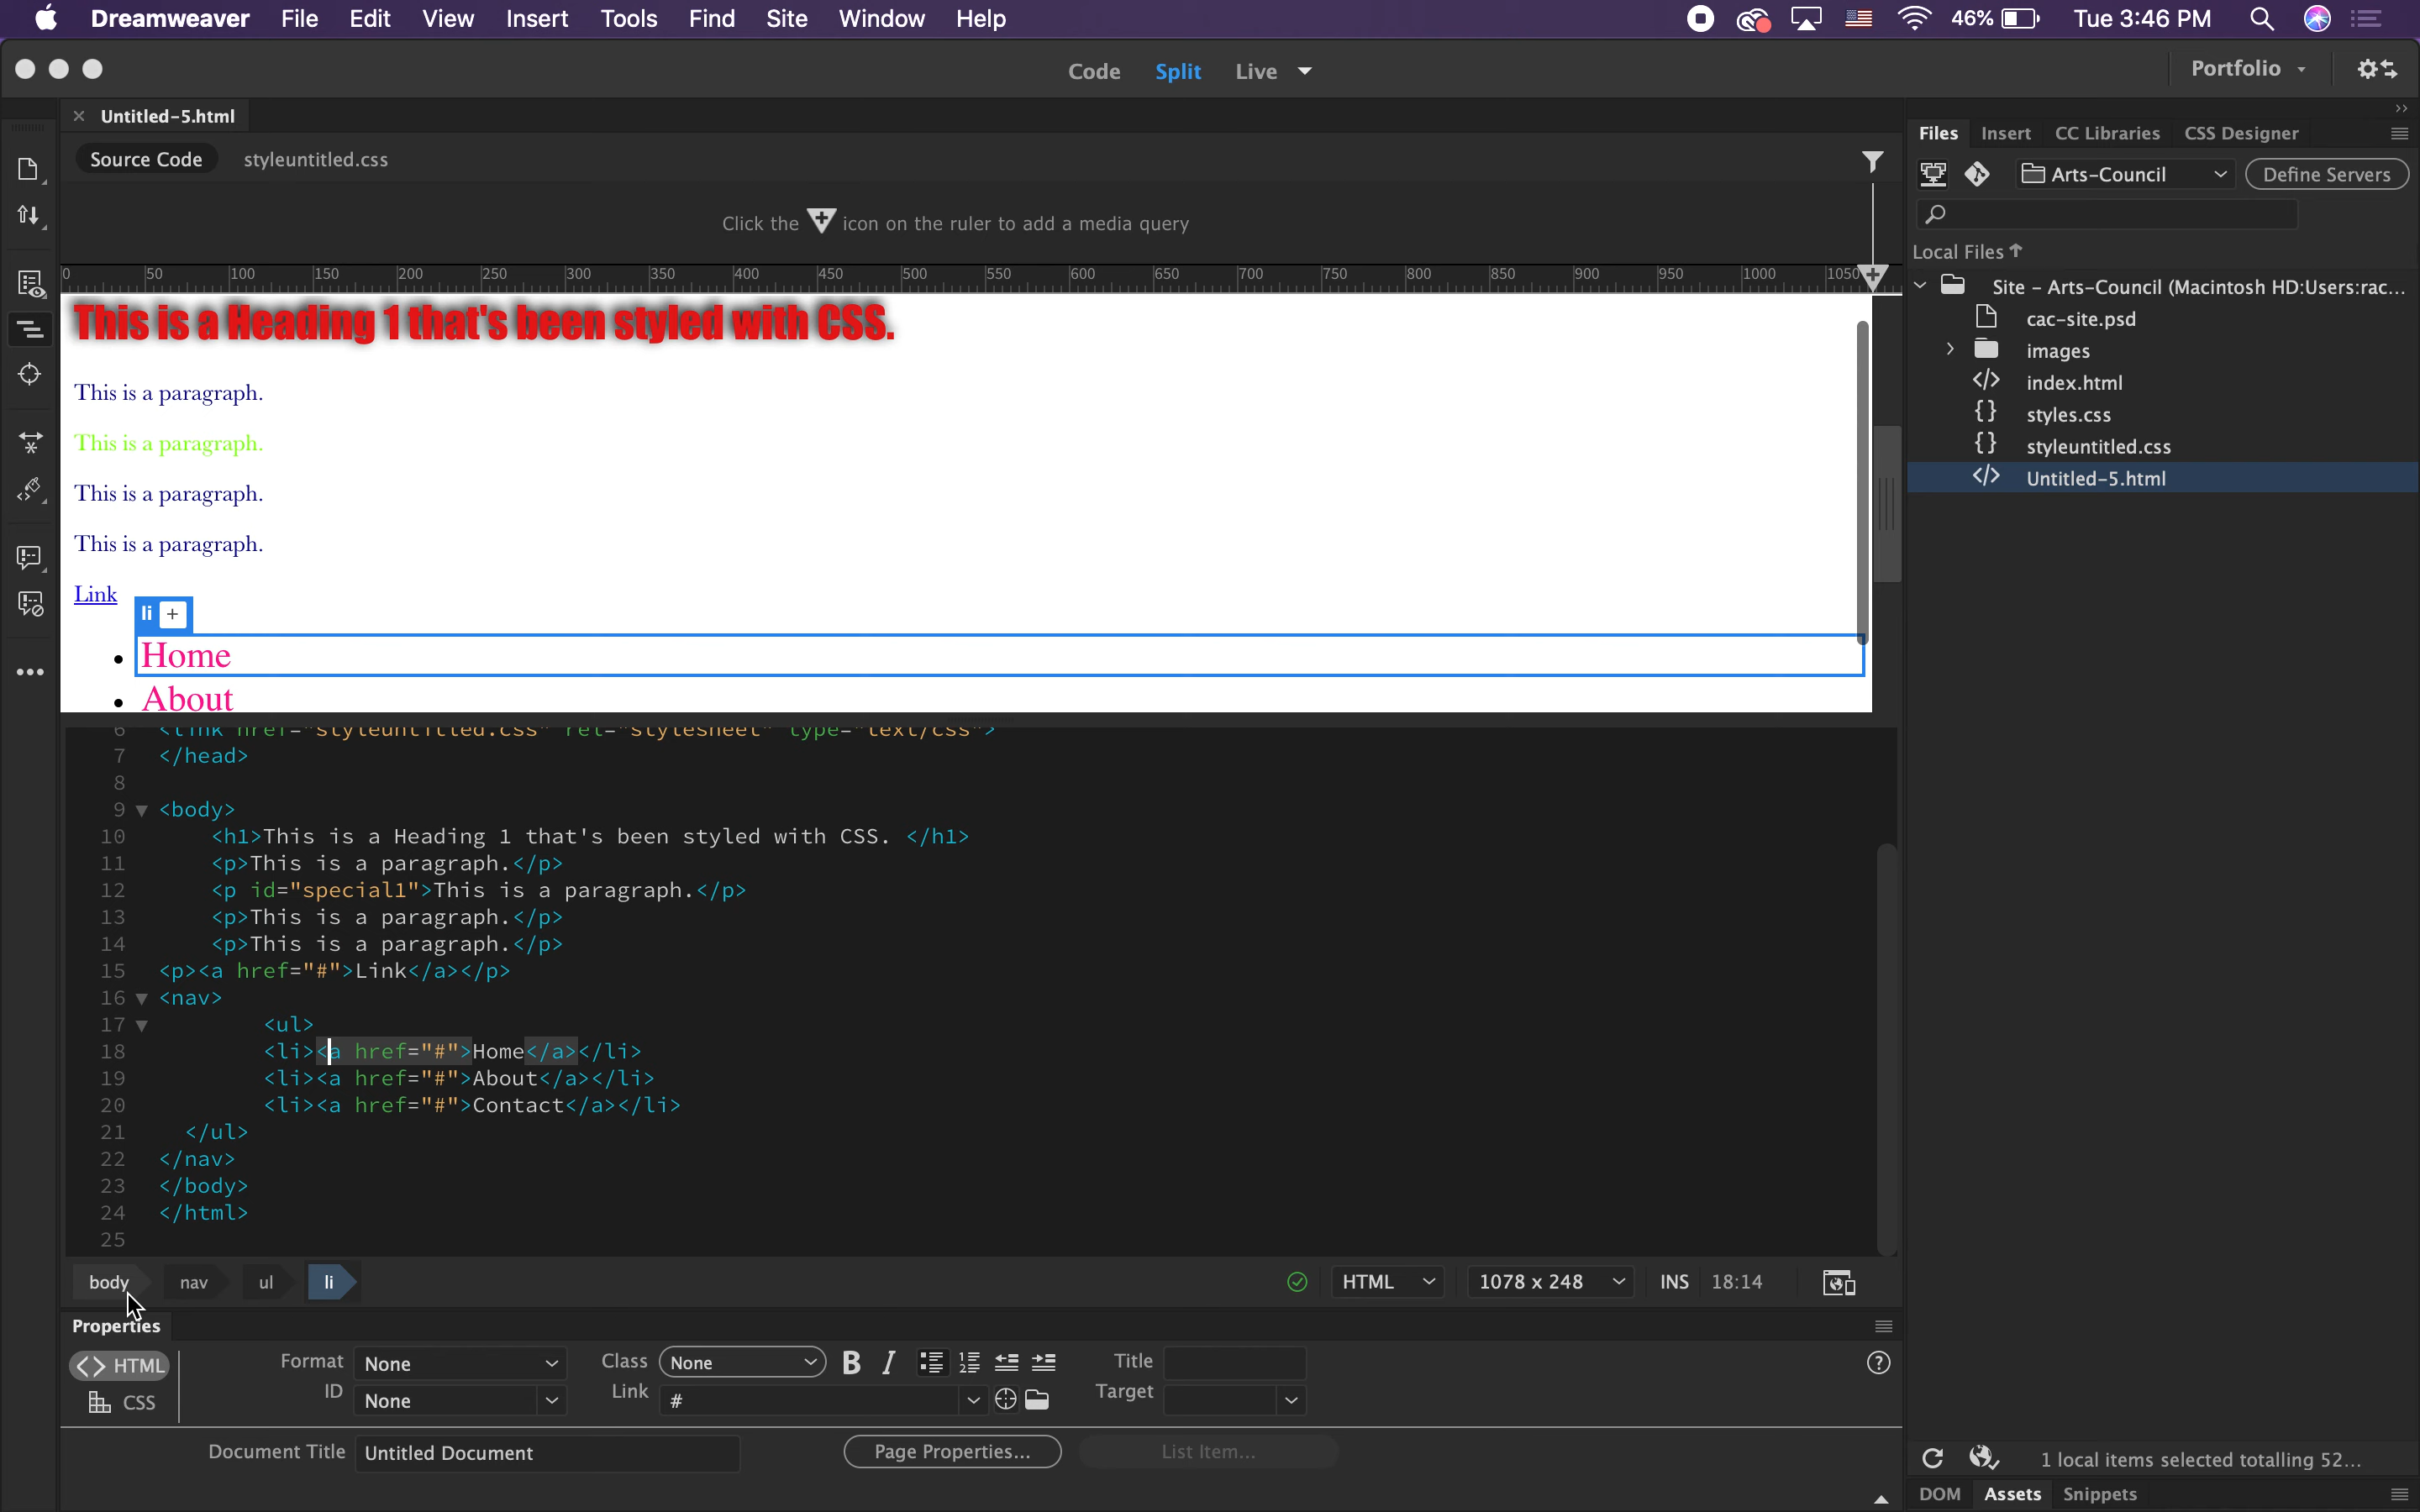 Dreamweaver File Edit View Insert Tools Find Site Window Help 46% Tue 3:46 PM
Code Split Live Portfolio
Untitled-5.html
Source Code styleuntitled.css
Click the icon on the ruler to add a media query
0 50 100 150 200 250 300 350 400 450 500 550 600 650 700 750 800 850 900 950 1000 1050
This is a Heading 1 that's been styled with CSS.
This is a paragraph.
This is a paragraph.
This is a paragraph.
This is a paragraph.
Link
li +
• Home
• About
6 <link href="styleuntitled.css" rel="stylesheet" type="text/css">
7 </head>
8
9 <body>
10 <h1>This is a Heading 1 that's been styled with CSS. </h1>
11 <p>This is a paragraph.</p>
12 <p id="special1">This is a paragraph.</p>
13 <p>This is a paragraph.</p>
14 <p>This is a paragraph.</p>
15 <p><a href="#">Link</a></p>
16 <nav>
17 <ul>
18 <li><a href="#">Home</a></li>
19 <li><a href="#">About</a></li>
20 <li><a href="#">Contact</a></li>
21 </ul>
22 </nav>
23 </body>
24 </html>
25
body nav ul li HTML 1078 x 248 INS 18:14
Properties
HTML Format None Class None B I Title
CSS ID None Link # Target
Document Title Untitled Document Page Properties... List Item...
Files Insert CC Libraries CSS Designer
Arts-Council Define Servers
Local Files
Site - Arts-Council (Macintosh HD:Users:rac...
cac-site.psd
images
index.html
styles.css
styleuntitled.css
Untitled-5.html
1 local items selected totalling 52...
DOM Assets Snippets